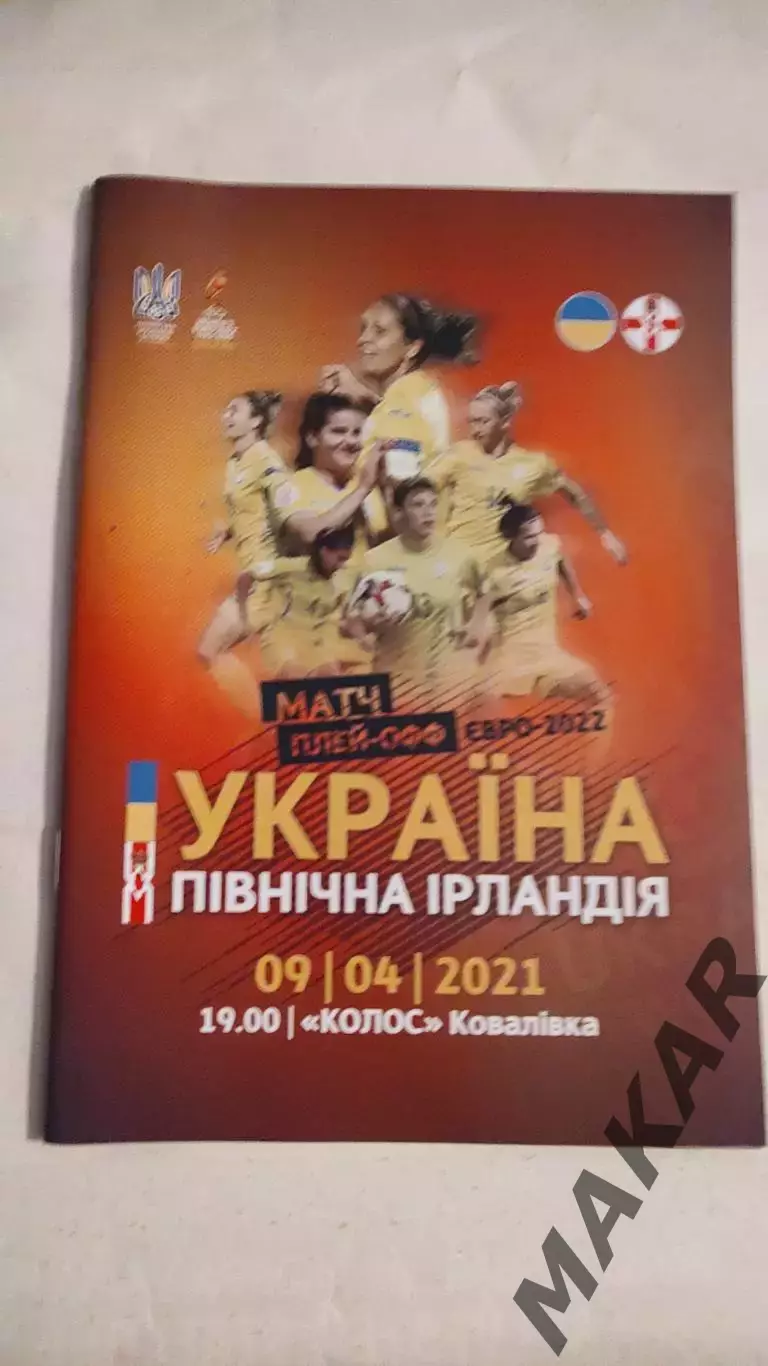 МАТЧ
ПЛЕЙ-ОФФ ЄВРО-2022
УКРАЇНА
ПІВНІЧНА ІРЛАНДІЯ
09|04|2021
19.00 | «КОЛОС» Ковалівка
MAKAR